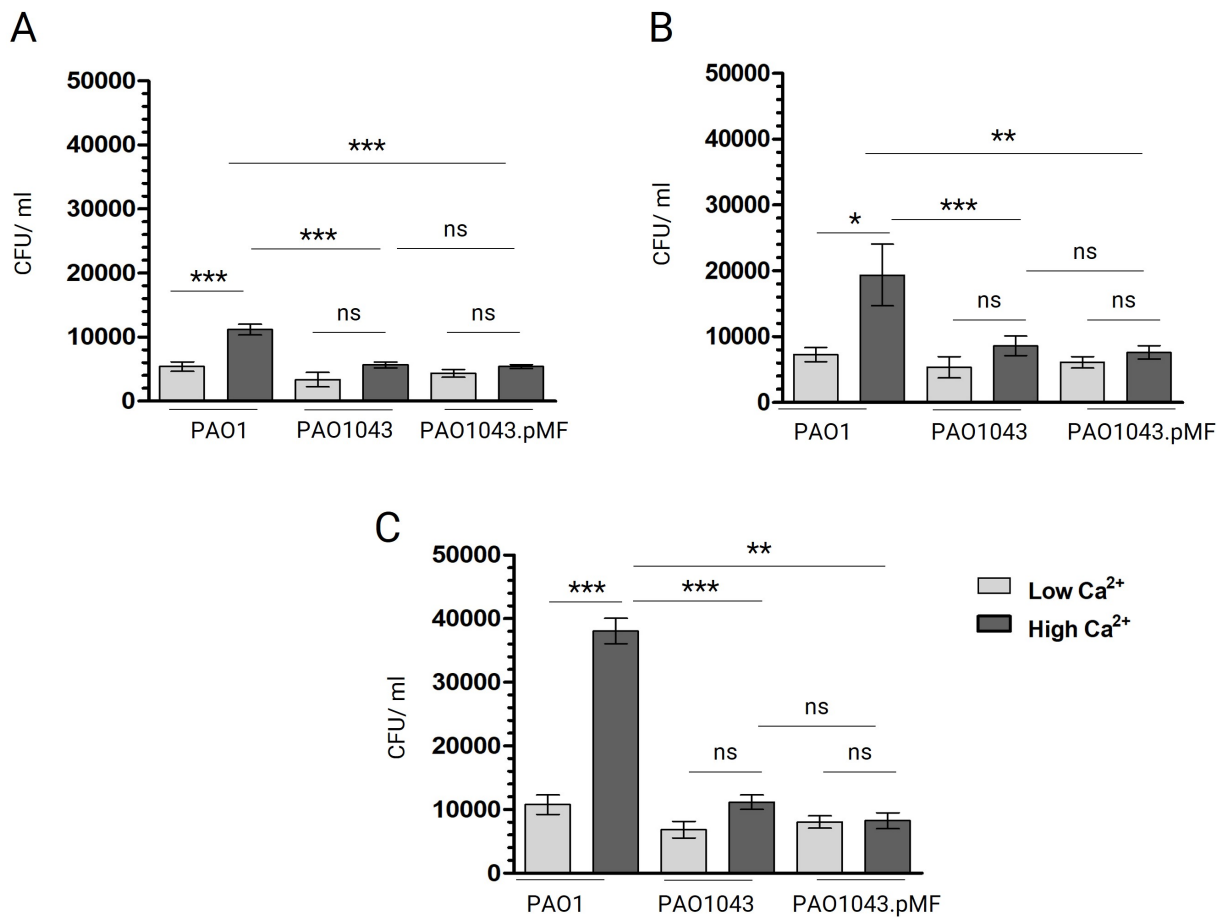 A
CFU/ ml
50000
40000
30000
20000
10000
0
***
***
ns
***
ns
ns
PAO1
PAO1043
PAO1043.pMF
B
CFU/ ml
50000
40000
30000
20000
10000
0
**
***
*
ns
ns
ns
PAO1
PAO1043
PAO1043.pMF
C
CFU/ ml
50000
40000
30000
20000
10000
0
**
***
***
ns
ns
ns
PAO1
PAO1043
PAO1043.pMF
Low Ca²⁺
High Ca²⁺